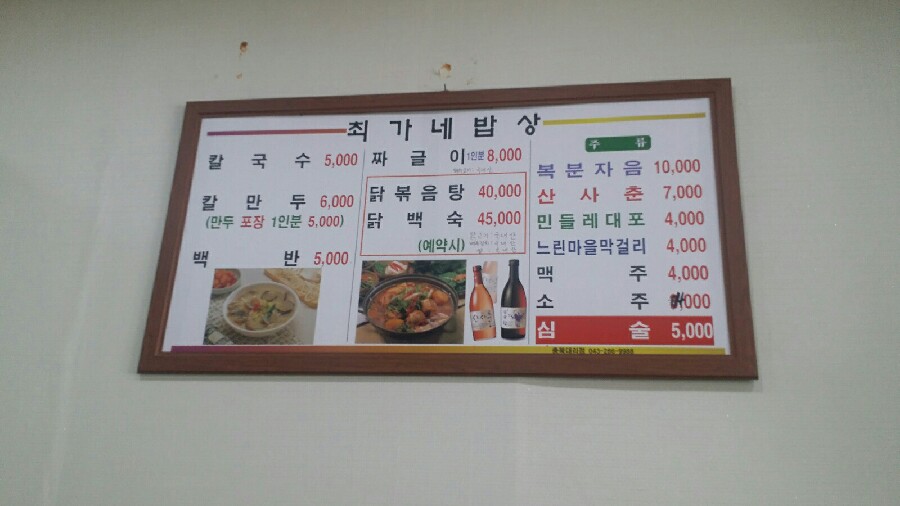 최가네밥상
칼국수 5,000
칼만두 6,000
(만두 포장 1인분 5,000)
백반 5,000
짜글이 1인분 8,000
닭볶음탕 40,000
닭백숙 45,000
(예약시)
주류
복분자음 10,000
산사춘 7,000
민들레대포 4,000
느린마을막걸리 4,000
맥주 4,000
소주 4,000
심술 5,000